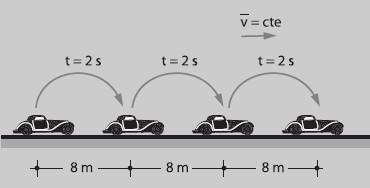 v̅ = cte
t = 2 s t = 2 s t = 2 s
8 m 8 m 8 m